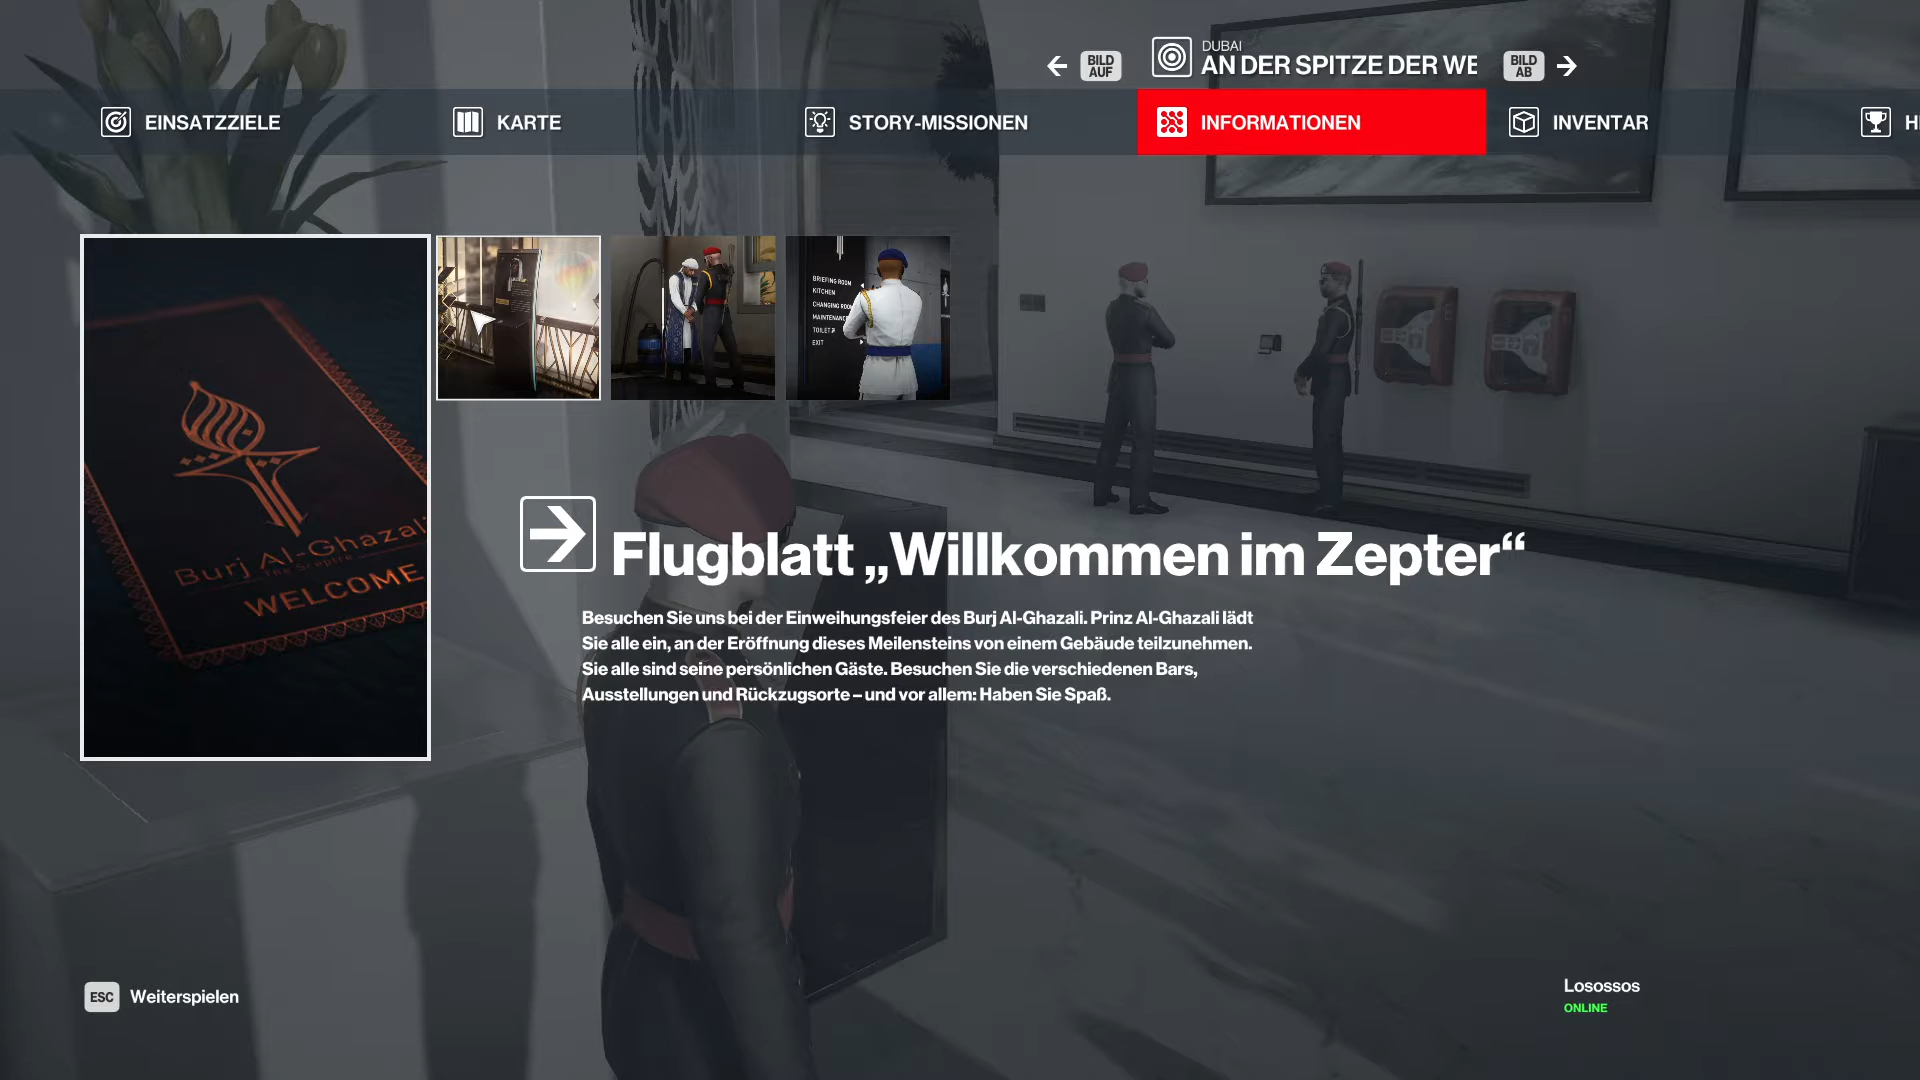 DUBAI
BILD AUF
AN DER SPITZE DER WE
BILD AB
EINSATZZIELE
KARTE
STORY-MISSIONEN
INFORMATIONEN
INVENTAR
H
BRIEFING ROOM
KITCHEN
CHANGING ROOM
MAINTENANCE
TOILET
EXIT
Burj Al-Ghazali
The Sceptre
WELCOME
Flugblatt „Willkommen im Zepter“
Besuchen Sie uns bei der Einweihungsfeier des Burj Al-Ghazali. Prinz Al-Ghazali lädt
Sie alle ein, an der Eröffnung dieses Meilensteins von einem Gebäude teilzunehmen.
Sie alle sind seine persönlichen Gäste. Besuchen Sie die verschiedenen Bars,
Ausstellungen und Rückzugsorte – und vor allem: Haben Sie Spaß.
ESC Weiterspielen
Losossos
ONLINE